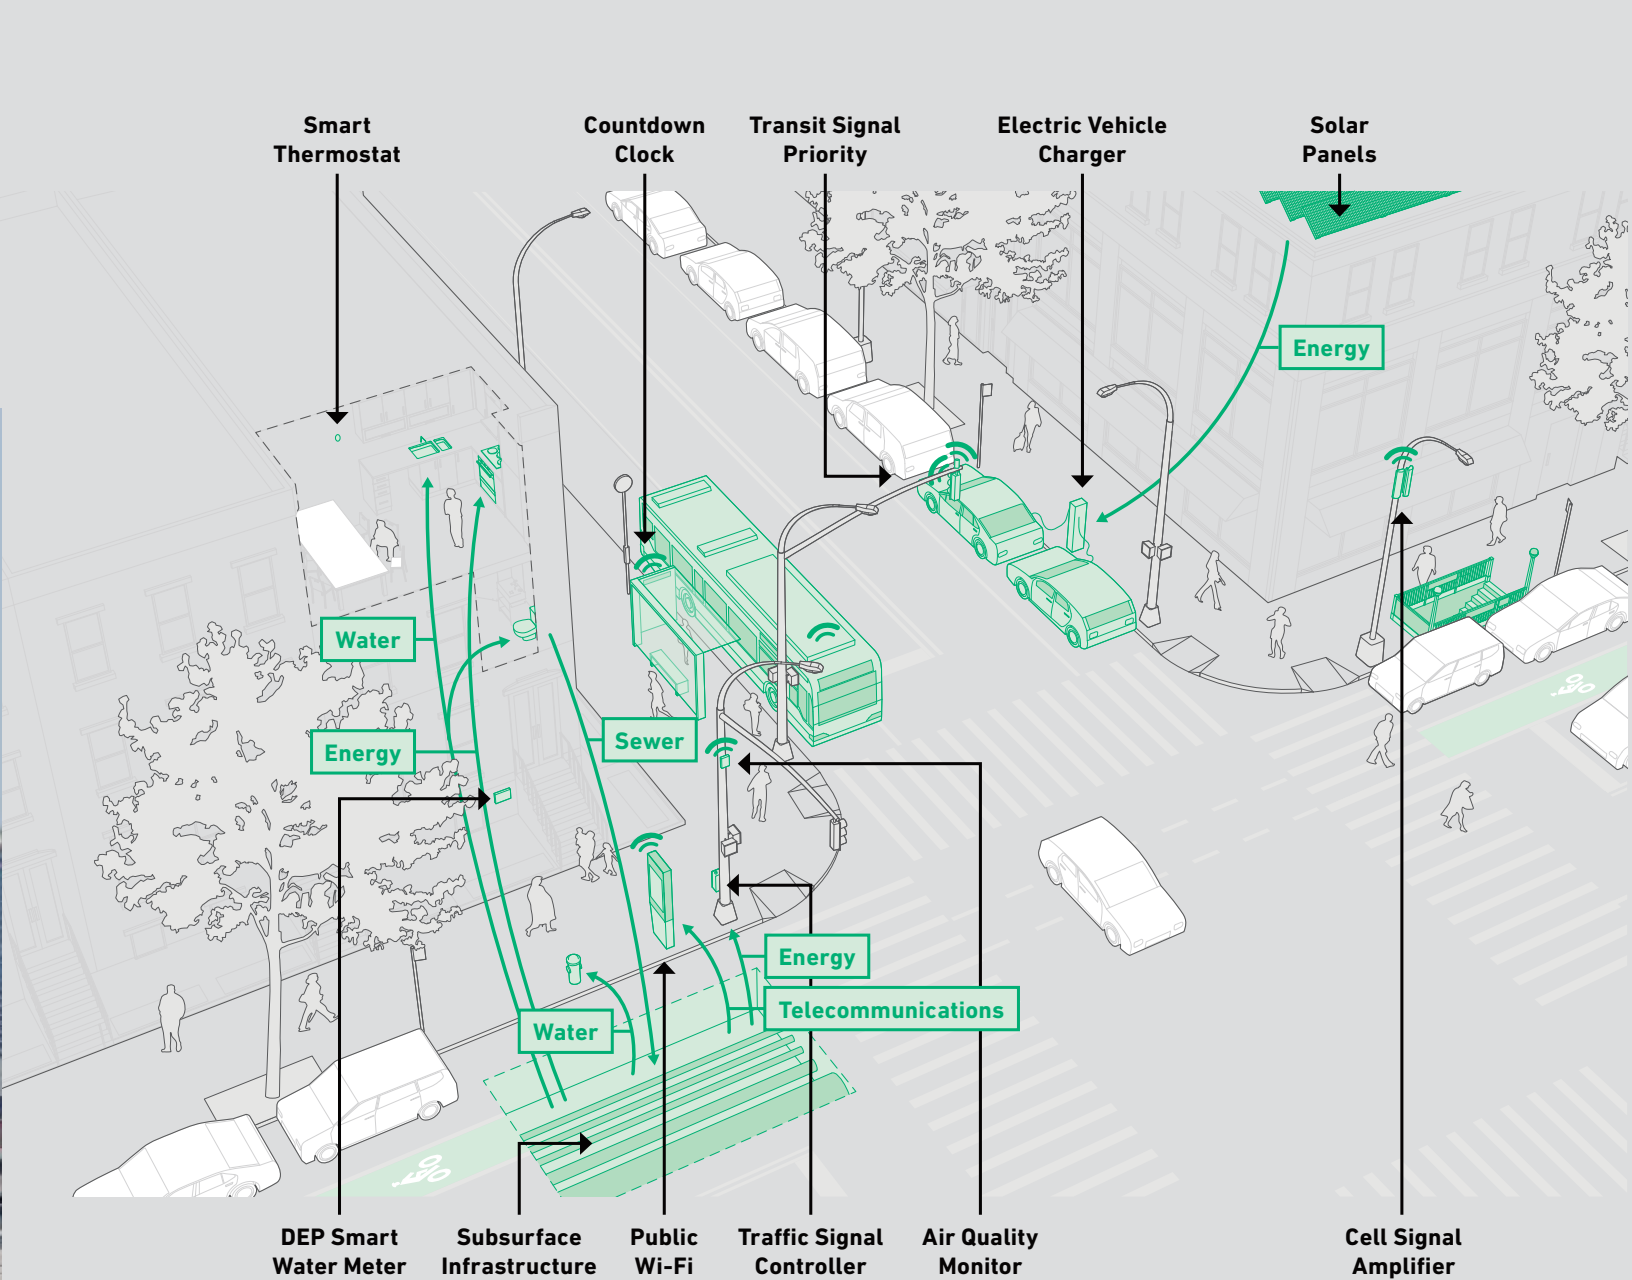 Smart
Thermostat
Countdown
Clock
Transit Signal
Priority
Electric Vehicle
Charger
Solar
Panels
Energy
Water
Energy
Sewer
Energy
Telecommunications
Water
DEP Smart
Water Meter
Subsurface
Infrastructure
Public
Wi-Fi
Traffic Signal
Controller
Air Quality
Monitor
Cell Signal
Amplifier